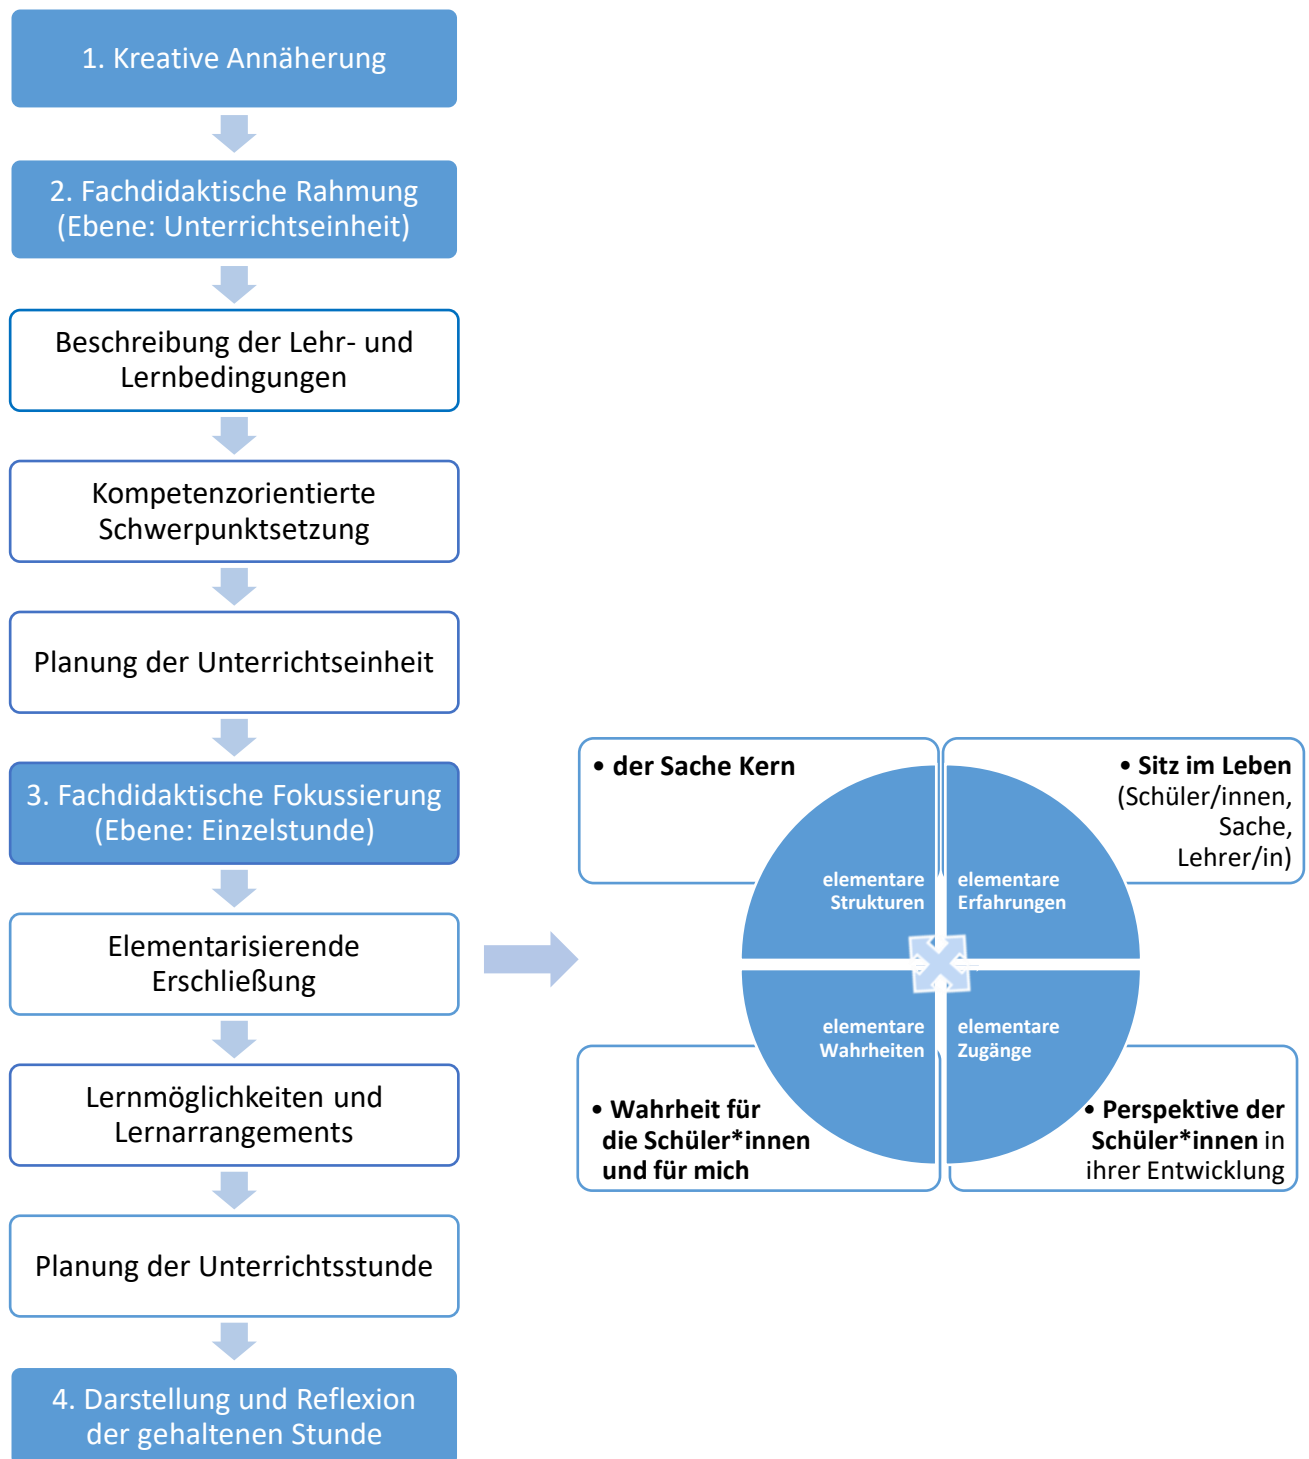 1. Kreative Annäherung
2. Fachdidaktische Rahmung
(Ebene: Unterrichtseinheit)
Beschreibung der Lehr- und
Lernbedingungen
Kompetenzorientierte
Schwerpunktsetzung
Planung der Unterrichtseinheit
3. Fachdidaktische Fokussierung
(Ebene: Einzelstunde)
Elementarisierende
Erschließung
Lernmöglichkeiten und
Lernarrangements
Planung der Unterrichtsstunde
4. Darstellung und Reflexion
der gehaltenen Stunde
• der Sache Kern
• Sitz im Leben
(Schüler/innen,
Sache,
Lehrer/in)
elementare
Strukturen
elementare
Erfahrungen
elementare
Wahrheiten
elementare
Zugänge
• Wahrheit für
die Schüler*innen
und für mich
• Perspektive der
Schüler*innen in
ihrer Entwicklung